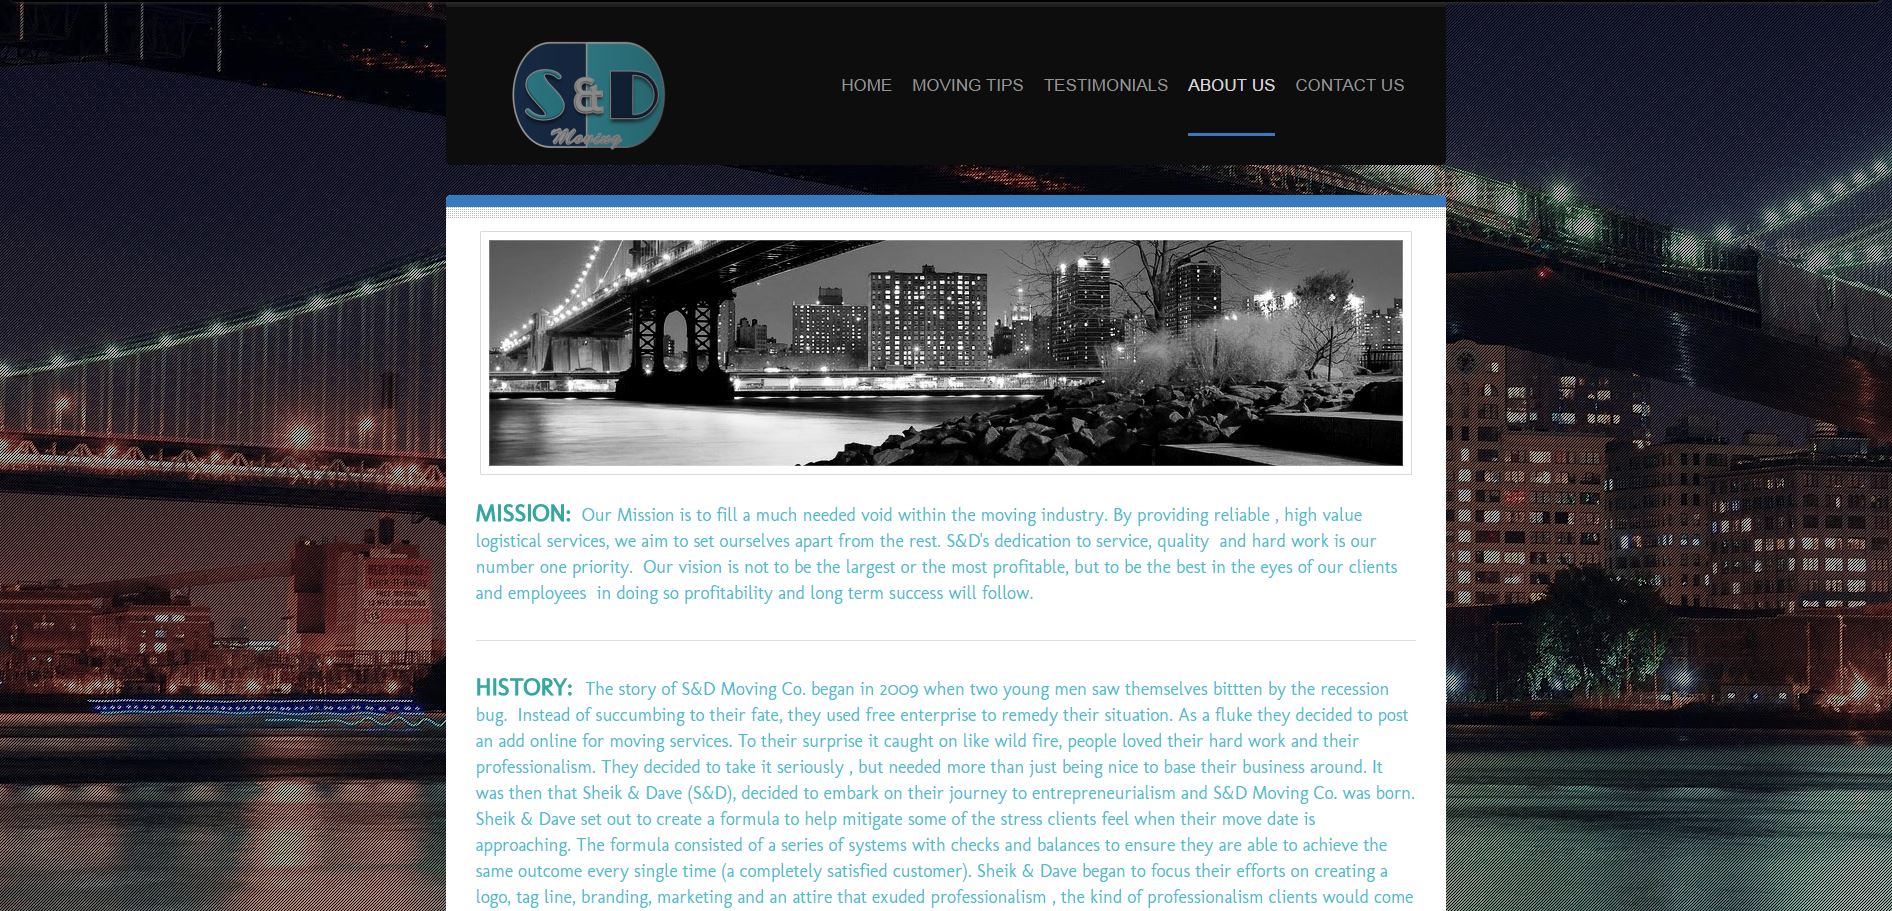 S&D
Moving
HOME MOVING TIPS TESTIMONIALS ABOUT US CONTACT US
MISSION: Our Mission is to fill a much needed void within the moving industry. By providing reliable , high value
logistical services, we aim to set ourselves apart from the rest. S&D's dedication to service, quality  and hard work is our
number one priority.  Our vision is not to be the largest or the most profitable, but to be the best in the eyes of our clients
and employees  in doing so profitability and long term success will follow.
HISTORY:  The story of S&D Moving Co. began in 2009 when two young men saw themselves bittten by the recession
bug.  Instead of succumbing to their fate, they used free enterprise to remedy their situation. As a fluke they decided to post
an add online for moving services. To their surprise it caught on like wild fire, people loved their hard work and their
professionalism. They decided to take it seriously , but needed more than just being nice to base their business around. It
was then that Sheik & Dave (S&D), decided to embark on their journey to entrepreneurialism and S&D Moving Co. was born.
Sheik & Dave set out to create a formula to help mitigate some of the stress clients feel when their move date is
approaching. The formula consisted of a series of systems with checks and balances to ensure they are able to achieve the
same outcome every single time (a completely satisfied customer). Sheik & Dave began to focus their efforts on creating a
logo, tag line, branding, marketing and an attire that exuded professionalism , the kind of professionalism clients would come
NEED STORAGE
Tuck It Away
FREE MOVING